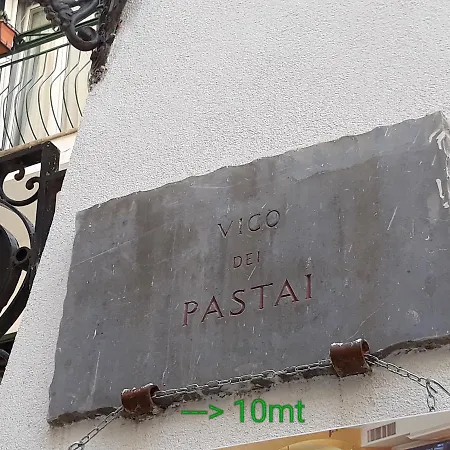 VICO
DEI
PASTAI
—> 10mt